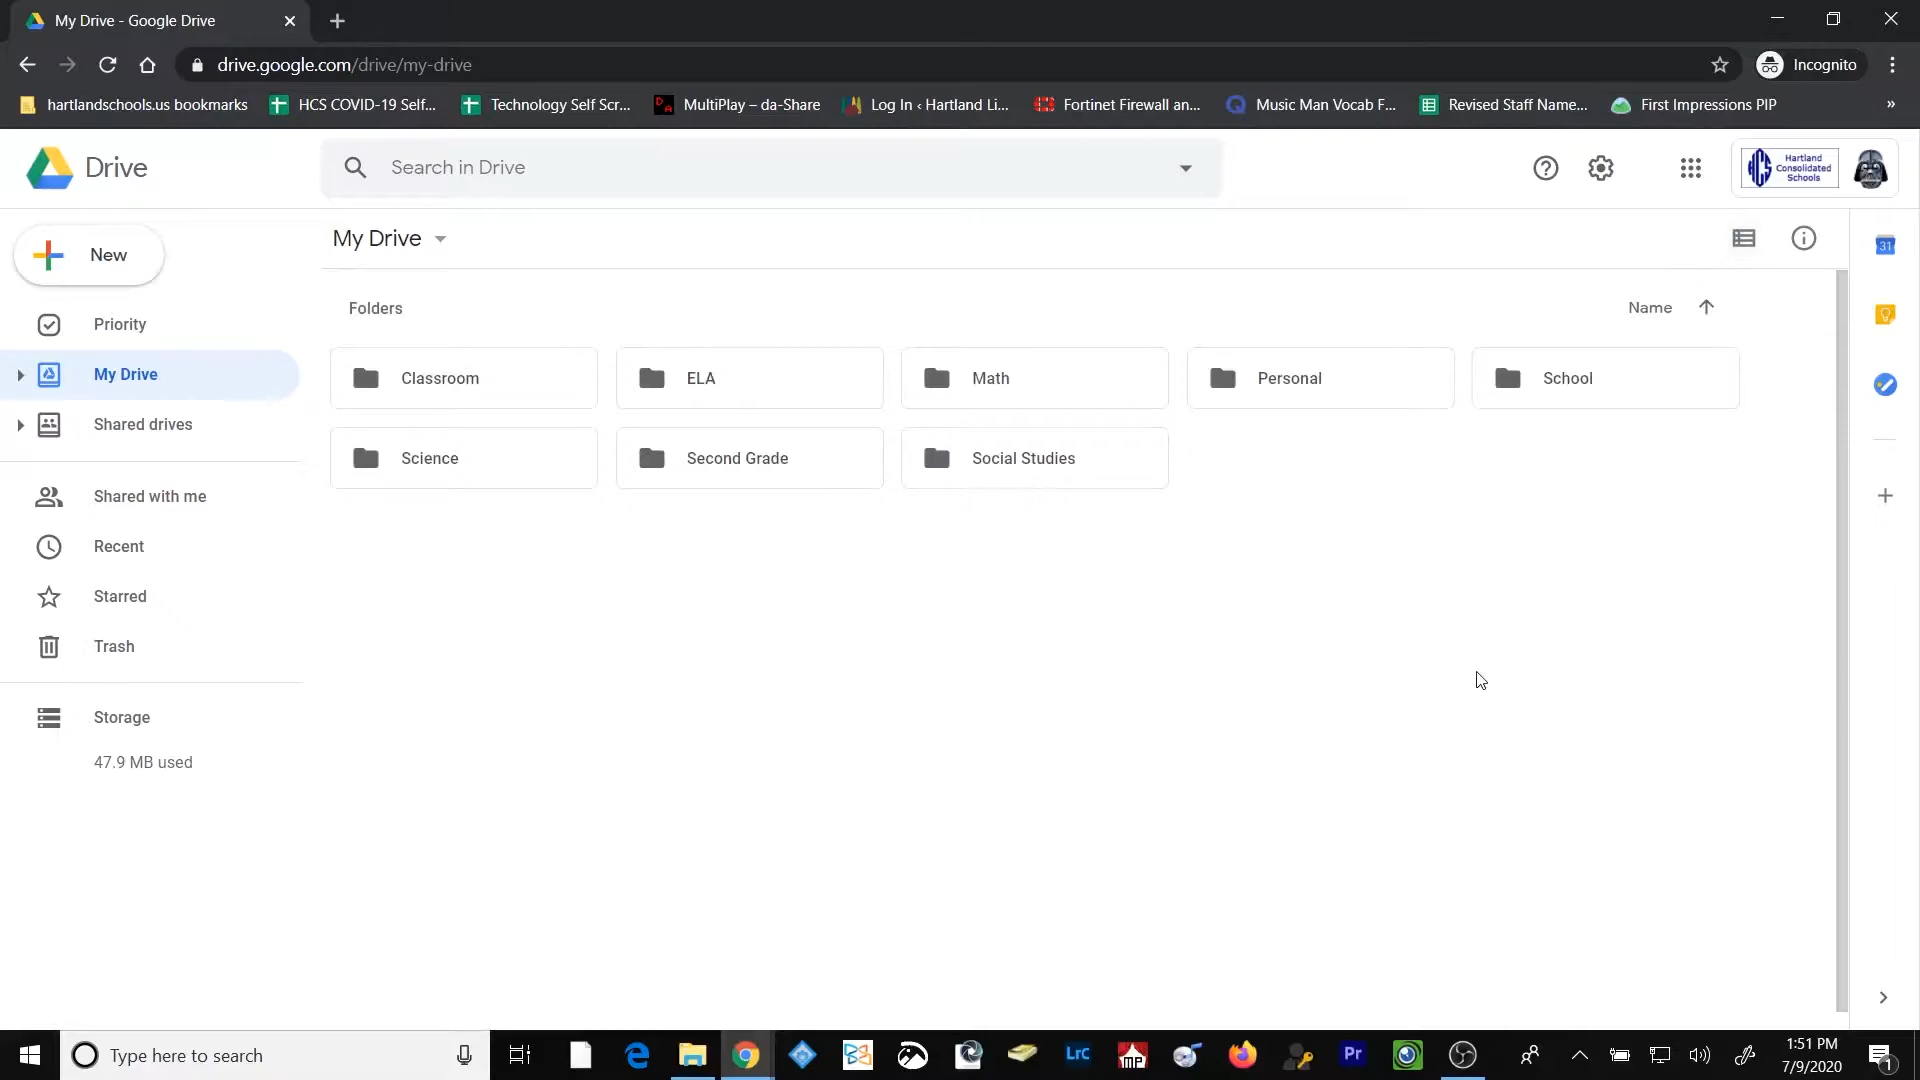 My Drive - Google Drive
drive.google.com/drive/my-drive
Incognito
hartlandschools.us bookmarks
HCS COVID-19 Self...
Technology Self Scr...
MultiPlay – da-Share
Log In ‹ Hartland Li...
Fortinet Firewall an...
Music Man Vocab F...
Revised Staff Name...
First Impressions PIP
»
Drive
Search in Drive
HCS
Hartland
Consolidated
Schools
New
My Drive
31
Priority
Folders
Name
My Drive
Classroom
ELA
Math
Personal
School
Shared drives
Science
Second Grade
Social Studies
Shared with me
Recent
Starred
Trash
Storage
47.9 MB used
Type here to search
LrC
MP
Pr
1:51 PM
7/9/2020
1